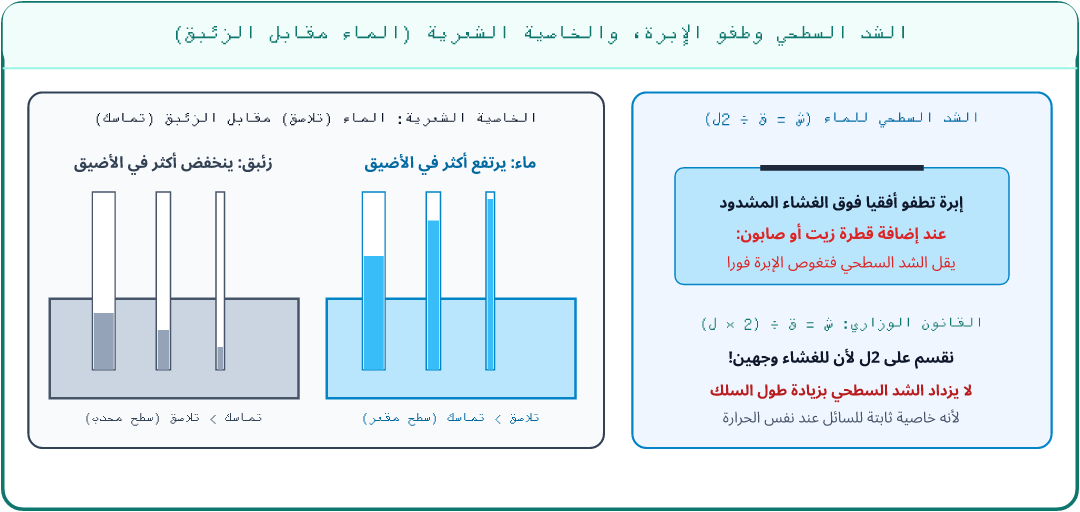 الشد السطحي وطفو الإبرة، والخاصية الشعرية (الماء مقابل الزئبق)
الشد السطحي للماء (ش = ق ÷ 2ل)
إبرة تطفو أفقيا فوق الغشاء المشدود
عند إضافة قطرة زيت أو صابون:
يقل الشد السطحي فتغوص الإبرة فورا
القانون الوزاري: ش = ق ÷ (2 × ل)
نقسم على 2ل لأن للغشاء وجهين!
لا يزداد الشد السطحي بزيادة طول السلك
لأنه خاصية ثابتة للسائل عند نفس الحرارة
الخاصية الشعرية: الماء (تلاصق) مقابل الزئبق (تماسك)
ماء: يرتفع أكثر في الأضيق
تلاصق > تماسك (سطح مقعر)
زئبق: ينخفض أكثر في الأضيق
تماسك > تلاصق (سطح محدب)